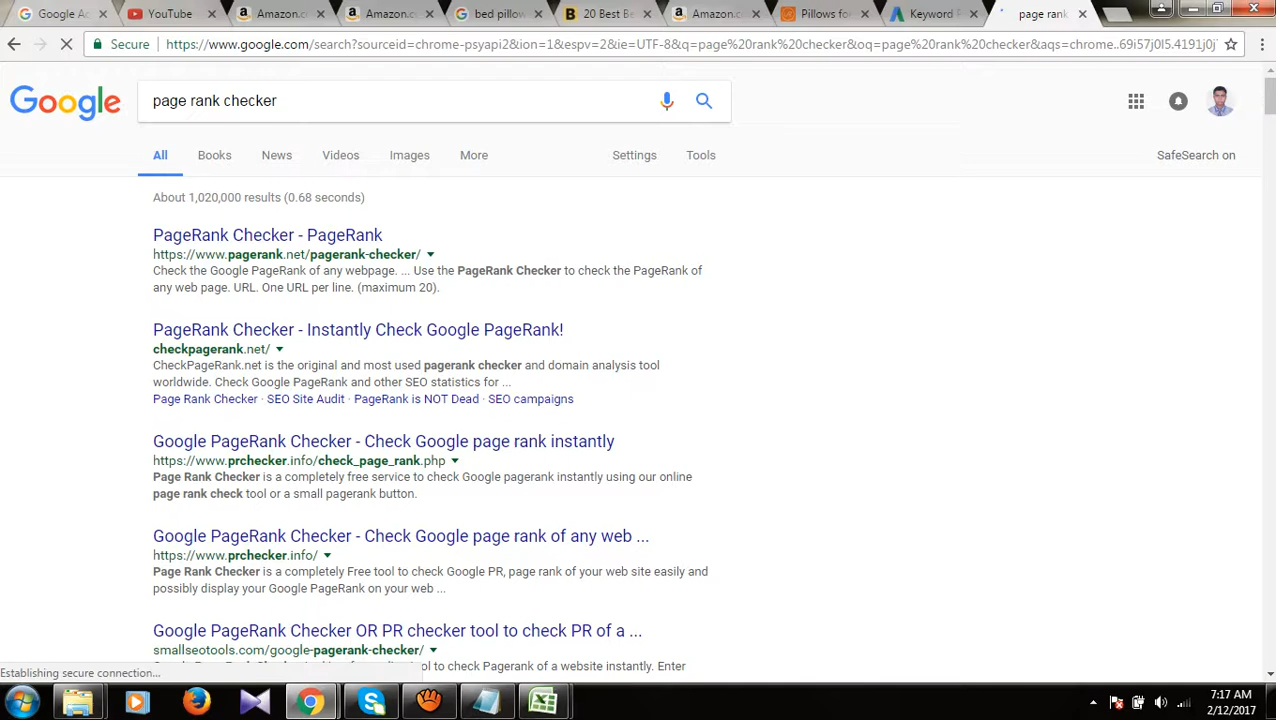 Google Ac
YouTube
Amazon.c
Amazon.c
bed pillow
20 Best Be
Amazon.c
Pillows fo
Keyword P
page rank
Secure
https://www.google.com/search?sourceid=chrome-psyapi2&ion=1&espv=2&ie=UTF-8&q=page%20rank%20checker&oq=page%20rank%20checker&aqs=chrome..69i57j0l5.4191j0j
Google
page rank checker
All Books News Videos Images More Settings Tools SafeSearch on
About 1,020,000 results (0.68 seconds)
PageRank Checker - PageRank
https://www.pagerank.net/pagerank-checker/
Check the Google PageRank of any webpage. ... Use the PageRank Checker to check the PageRank of
any web page. URL. One URL per line. (maximum 20).
PageRank Checker - Instantly Check Google PageRank!
checkpagerank.net/
CheckPageRank.net is the original and most used pagerank checker and domain analysis tool
worldwide. Check Google PageRank and other SEO statistics for ...
Page Rank Checker · SEO Site Audit · PageRank is NOT Dead · SEO campaigns
Google PageRank Checker - Check Google page rank instantly
https://www.prchecker.info/check_page_rank.php
Page Rank Checker is a completely free service to check Google pagerank instantly using our online
page rank check tool or a small pagerank button.
Google PageRank Checker - Check Google page rank of any web ...
https://www.prchecker.info/
Page Rank Checker is a completely Free tool to check Google PR, page rank of your web site easily and
possibly display your Google PageRank on your web ...
Google PageRank Checker OR PR checker tool to check PR of a ...
smallseotools.com/google-pagerank-checker/
tool to check Pagerank of a website instantly. Enter
Establishing secure connection...
7:17 AM
2/12/2017